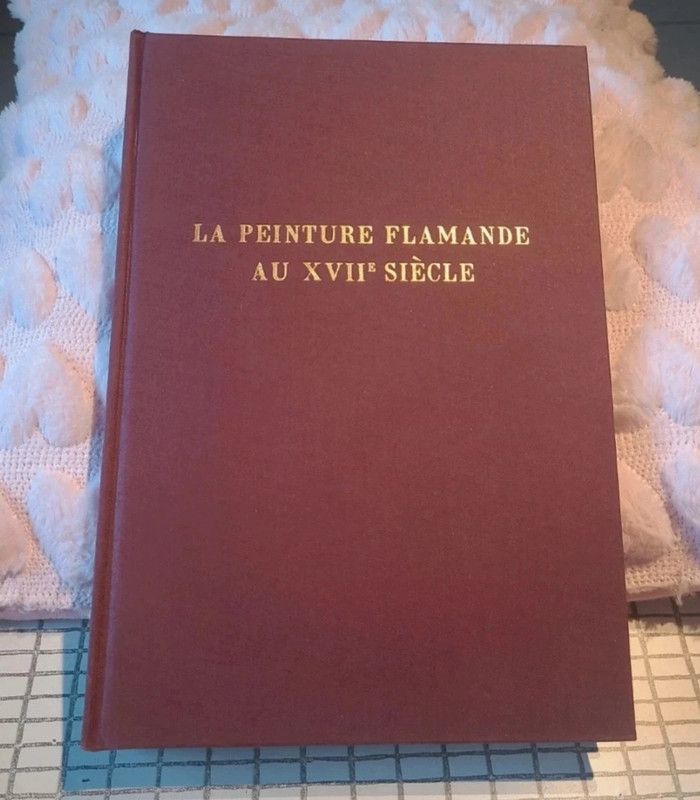 LA PEINTURE FLAMANDE
AU XVIIᴱ SIÈCLE